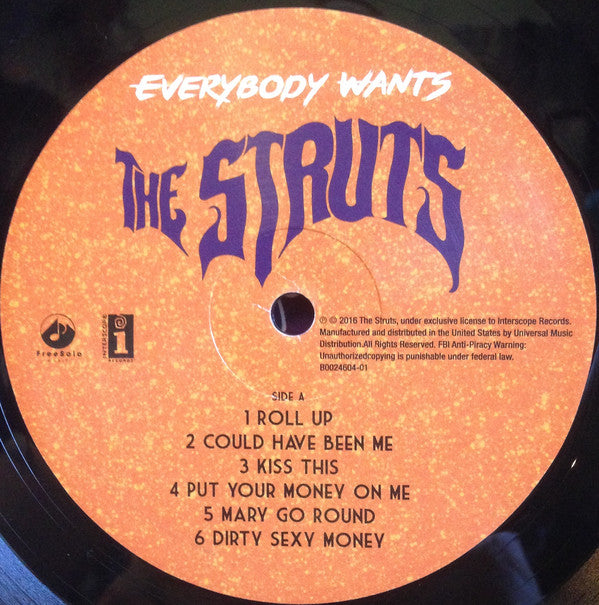 EVERYBODY WANTS
THE STRUTS
℗ © 2016 The Struts, under exclusive license to Interscope Records.
Manufactured and distributed in the United States by Universal Music
Distribution.All Rights Reserved. FBI Anti-Piracy Warning:
Unauthorizedcopying is punishable under federal law.
B0024604-01
FreeSolo
INTERSCOPE
i
RECORDS
SIDE A
1 ROLL UP
2 COULD HAVE BEEN ME
3 KISS THIS
4 PUT YOUR MONEY ON ME
5 MARY GO ROUND
6 DIRTY SEXY MONEY